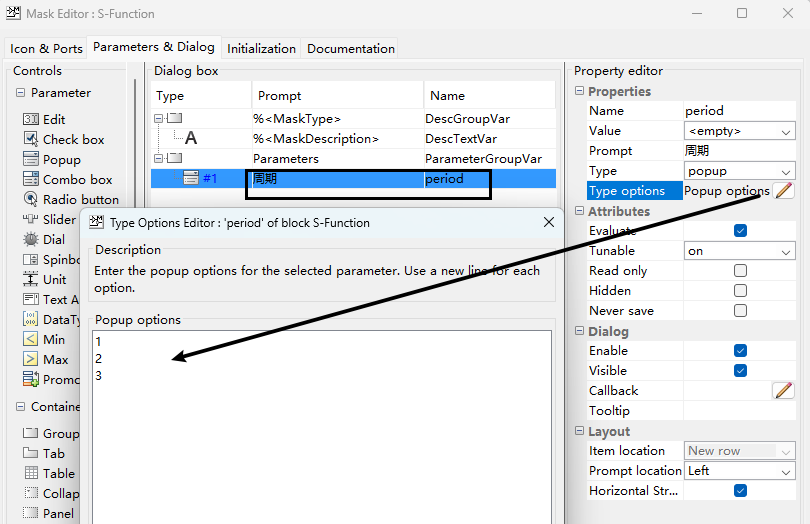 Mask Editor : S-Function
Icon & Ports
Parameters & Dialog
Initialization
Documentation
Controls
Parameter
Edit
Check box
Popup
Combo box
Radio button
Slider
Dial
Spinbo
Unit
Text A
DataTy
Min
Max
Promo
Containe
Group
Tab
Table
Collap
Panel
Dialog box
Type Prompt Name
%<MaskType> DescGroupVar
A %<MaskDescription> DescTextVar
Parameters ParameterGroupVar
#1 周期 period
Type Options Editor : 'period' of block S-Function
Description
Enter the popup options for the selected parameter. Use a new line for each
option.
Popup options
1
2
3
Property editor
Properties
Name period
Value <empty>
Prompt 周期
Type popup
Type options Popup options
Attributes
Evaluate
Tunable on
Read only
Hidden
Never save
Dialog
Enable
Visible
Callback
Tooltip
Layout
Item location New row
Prompt location Left
Horizontal Str...